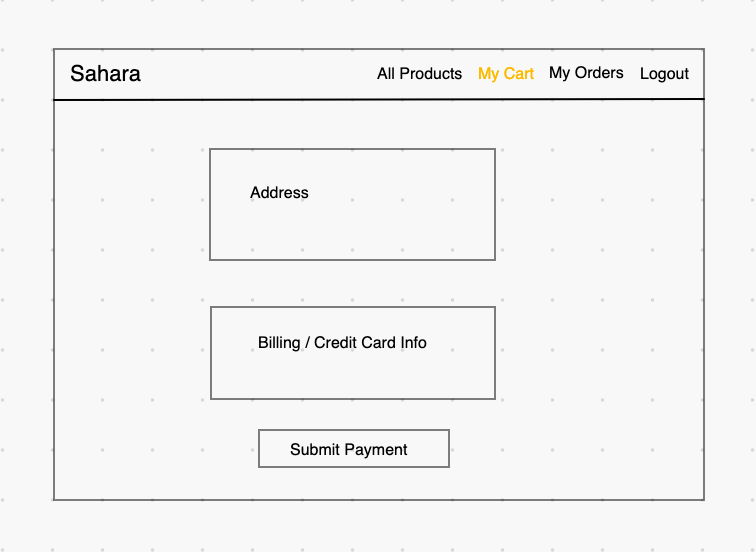 Sahara All Products My Cart My Orders Logout
Address
Billing / Credit Card Info
Submit Payment